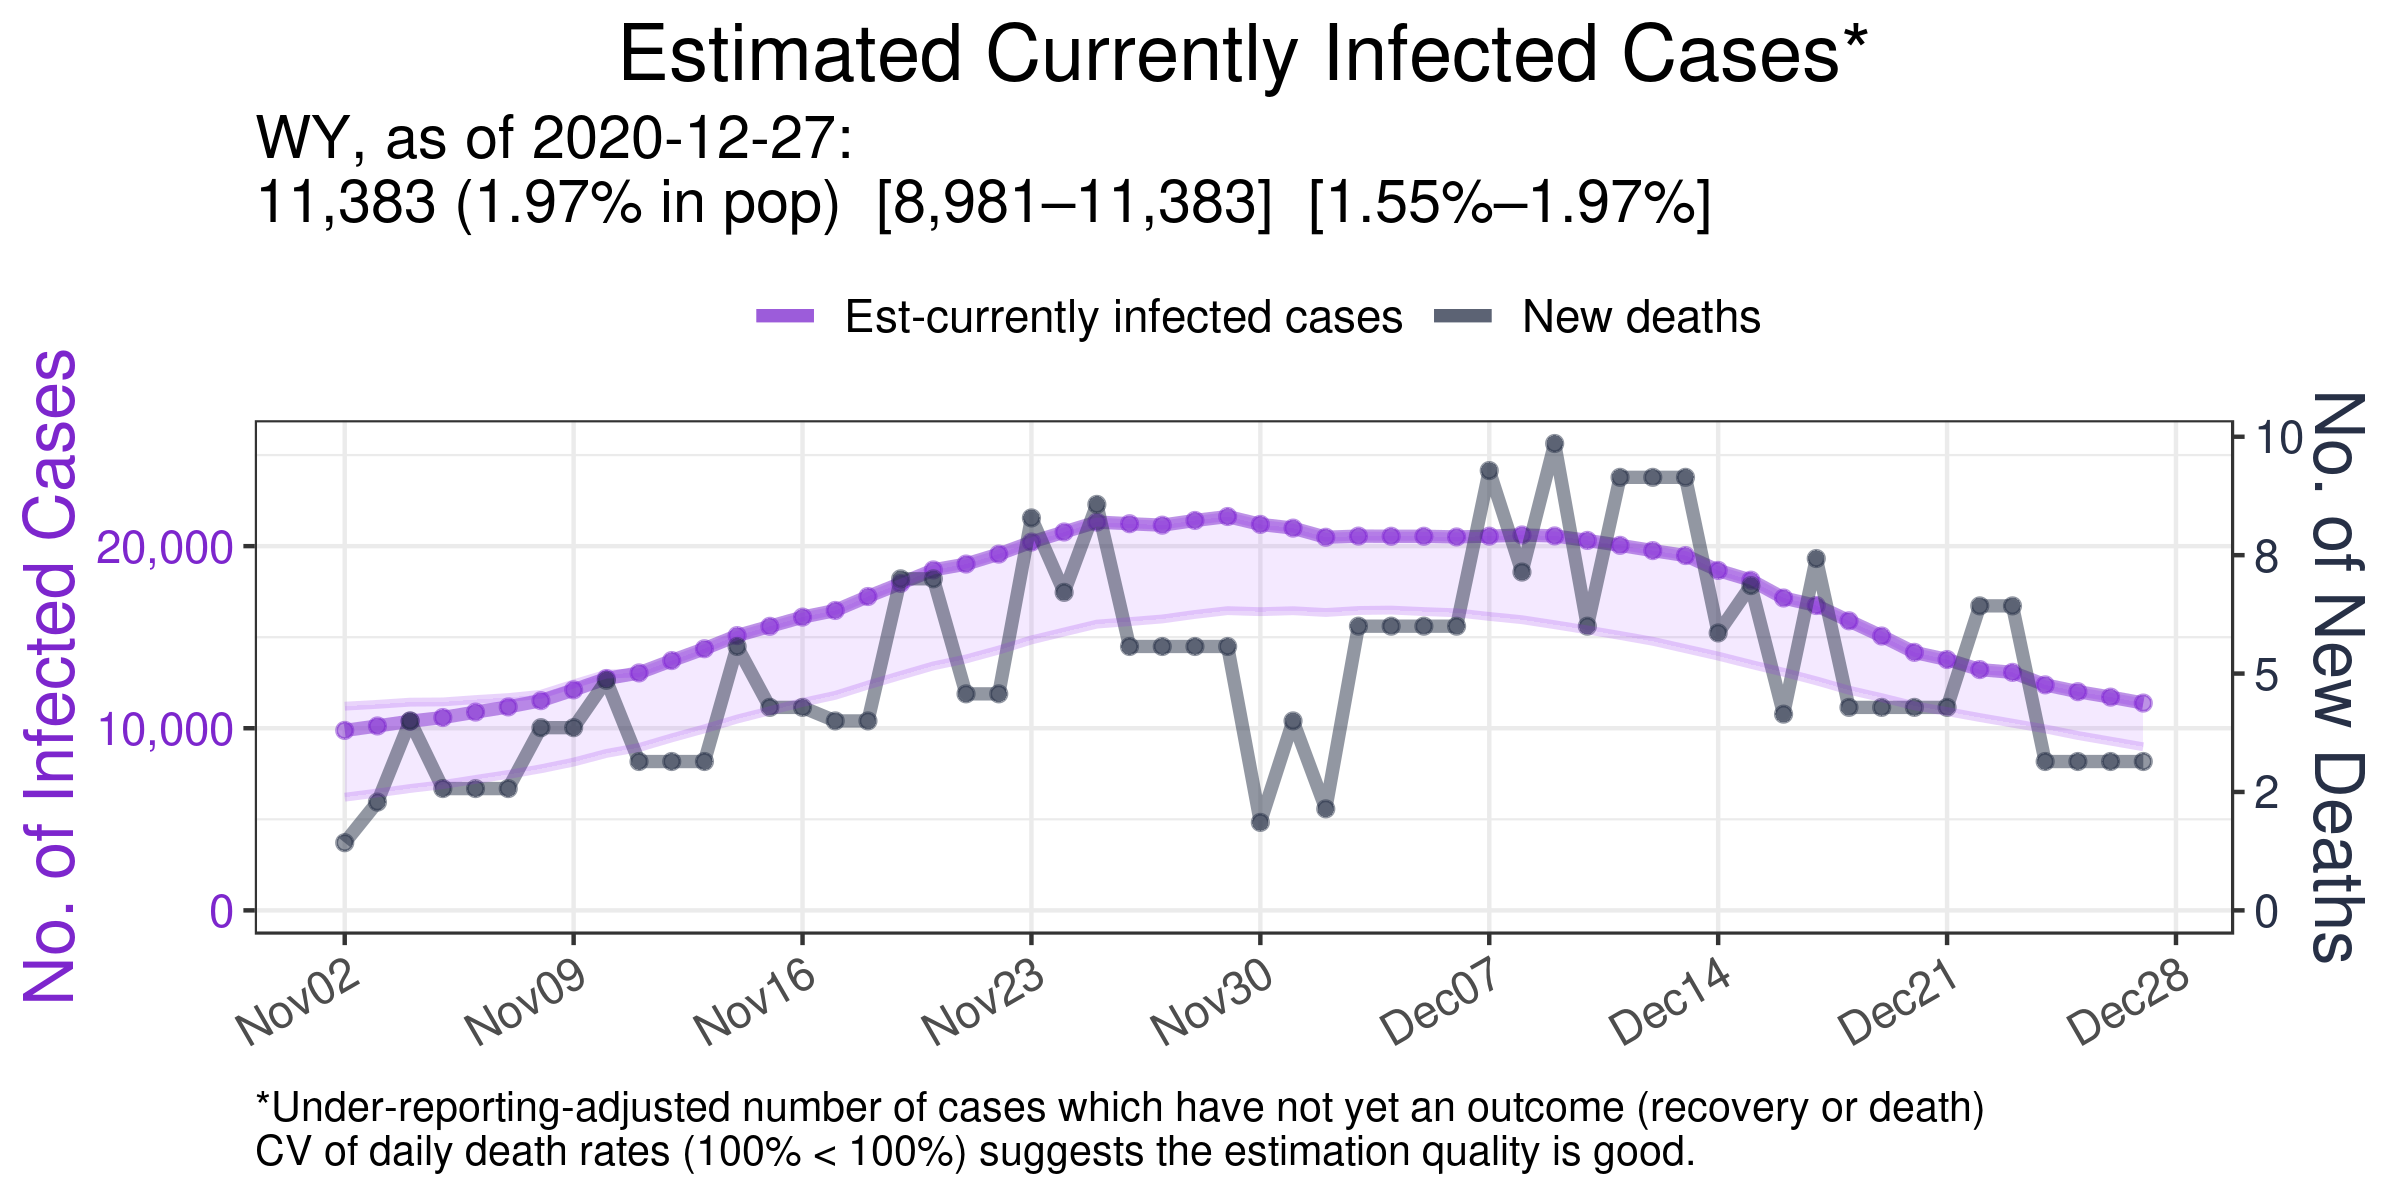 Estimated Currently Infected Cases*
WY, as of 2020-12-27:
11,383 (1.97% in pop)  [8,981–11,383]  [1.55%–1.97%]
Est-currently infected cases
New deaths
No. of Infected Cases
20,000
10,000
0
10
8
5
2
0
No. of New Deaths
Nov02
Nov09
Nov16
Nov23
Nov30
Dec07
Dec14
Dec21
Dec28
*Under-reporting-adjusted number of cases which have not yet an outcome (recovery or death)
CV of daily death rates (100% < 100%) suggests the estimation quality is good.